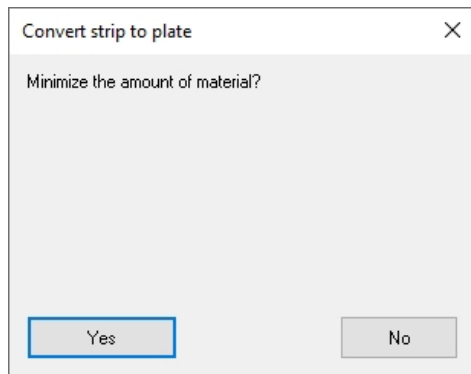 Convert strip to plate
Minimize the amount of material?
Yes
No